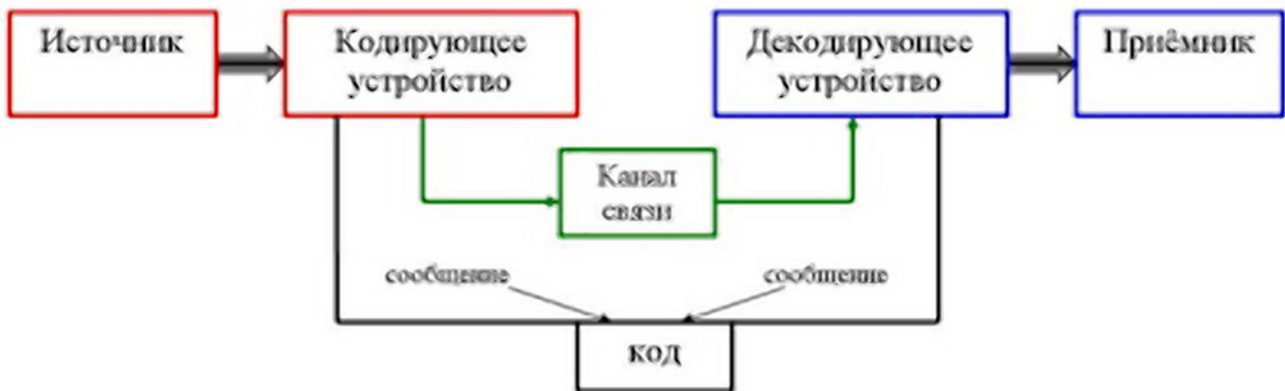 Источник
Кодирующее
устройство
Декодирующее
устройство
Приёмник
Канал
связи
сообщение
сообщение
код